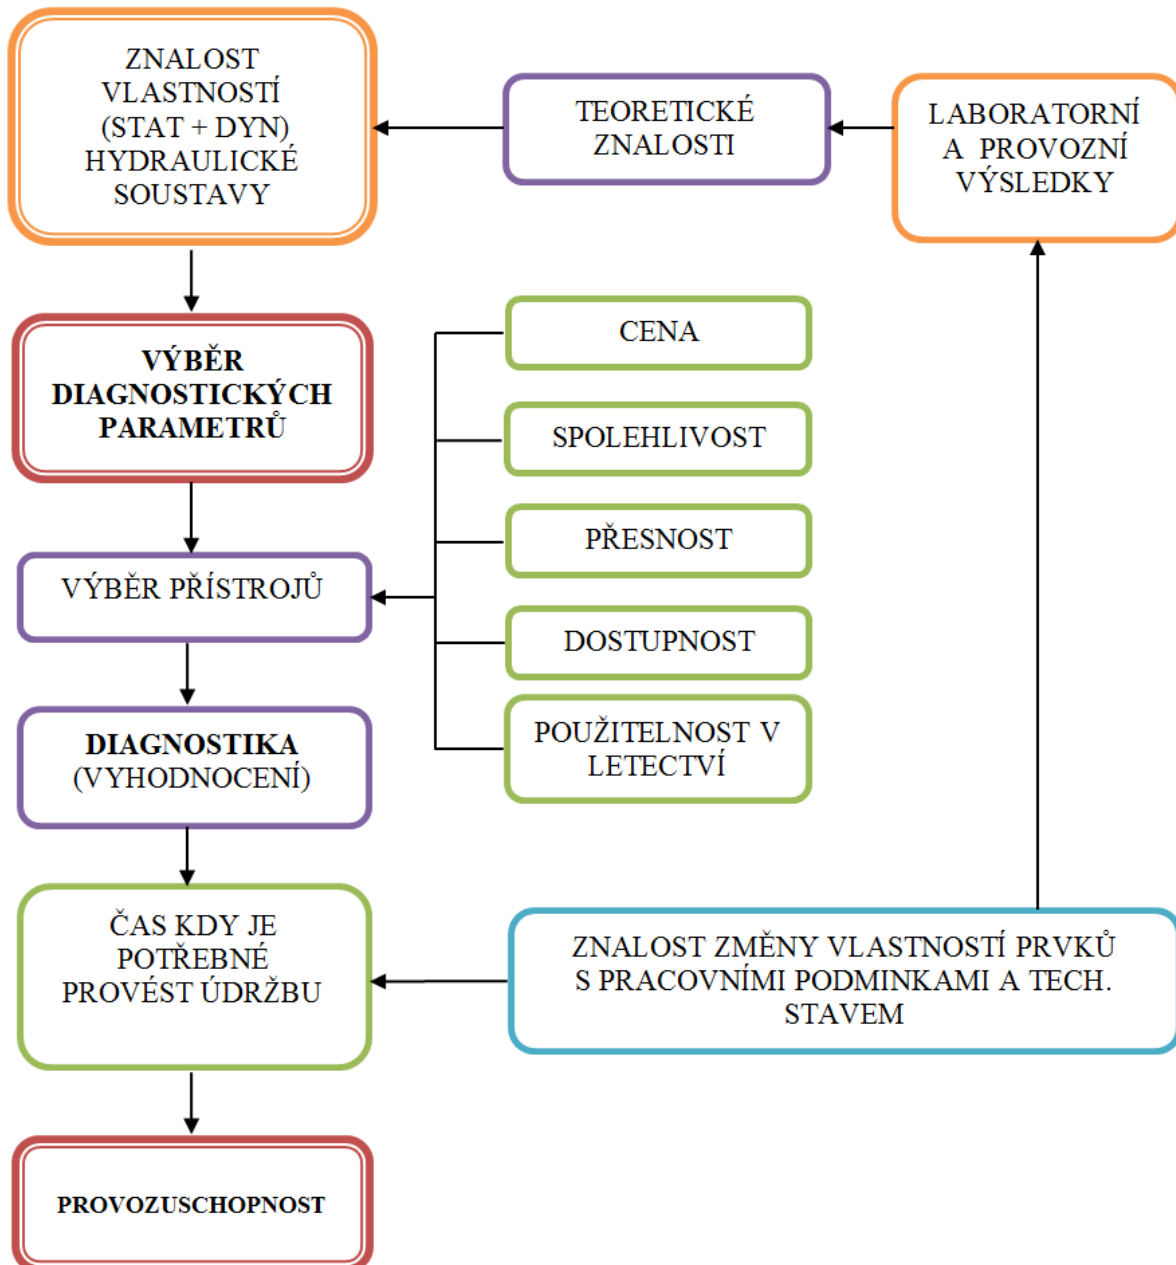 ZNALOST
VLASTNOSTÍ
(STAT + DYN)
HYDRAULICKÉ
SOUSTAVY
TEORETICKÉ
ZNALOSTI
LABORATORNÍ
A PROVOZNÍ
VÝSLEDKY
VÝBĚR
DIAGNOSTICKÝCH
PARAMETRŮ
CENA
SPOLEHLIVOST
PŘESNOST
VÝBĚR PŘÍSTROJŮ
DOSTUPNOST
POUŽITELNOST V
LETECTVÍ
DIAGNOSTIKA
(VYHODNOCENÍ)
ČAS KDY JE
POTŘEBNÉ
PROVÉST ÚDRŽBU
ZNALOST ZMĚNY VLASTNOSTÍ PRVKŮ
S PRACOVNÍMI PODMINKAMI A TECH.
STAVEM
PROVOZUSCHOPNOST